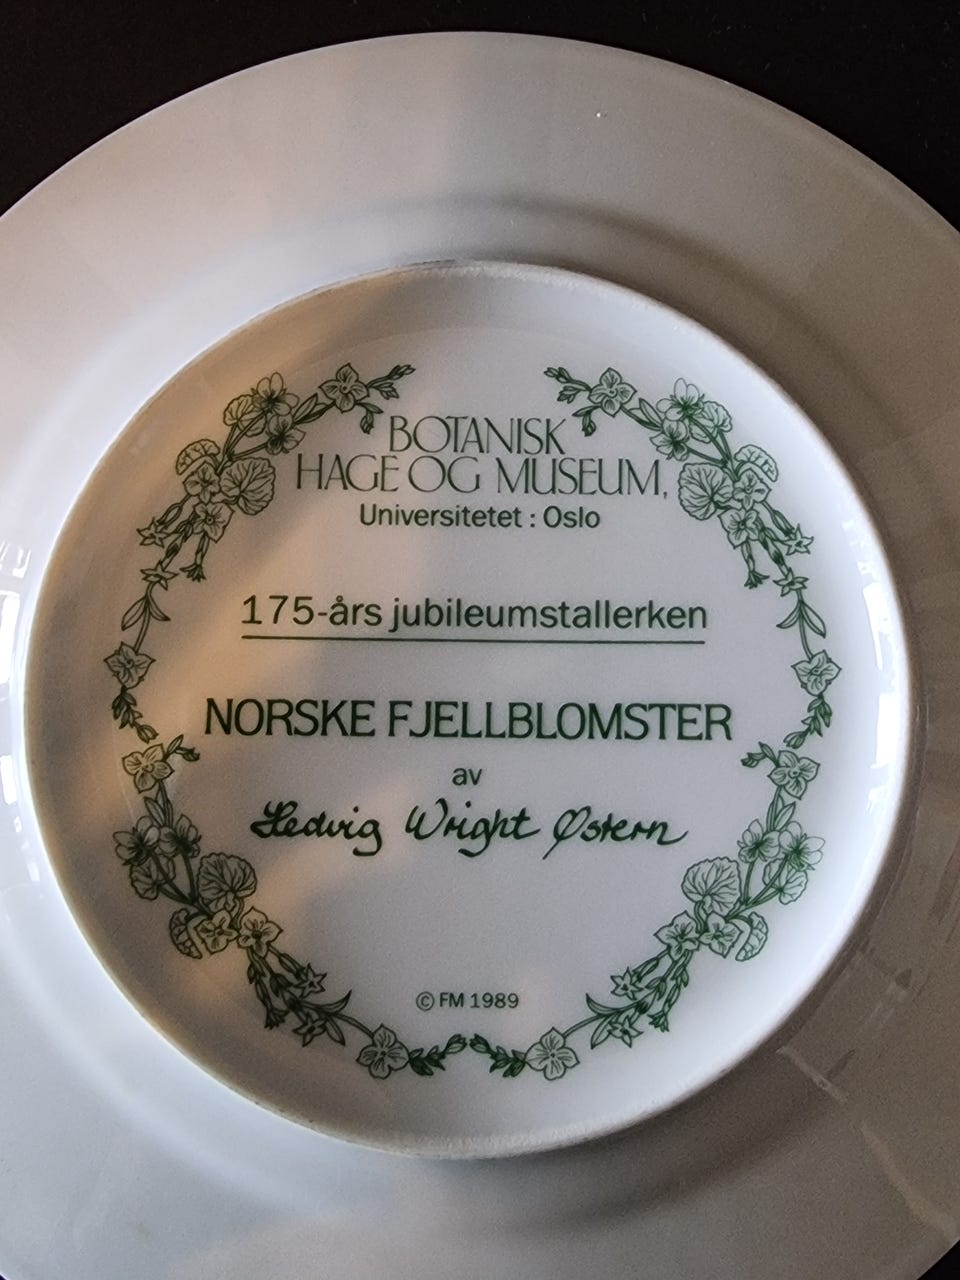 BOTANISK
HAGE OG MUSEUM,
Universitetet : Oslo
175-års jubileumstallerken
NORSKE FJELLBLOMSTER
av
Hedvig Wright Østern
© FM 1989